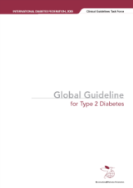 INTERNATIONAL DIABETES FEDERATION, 2005 Clinical Guidelines Task Force
Global Guideline
for Type 2 Diabetes